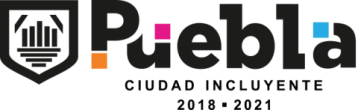 Puebla
CIUDAD INCLUYENTE
2018 ▪ 2021